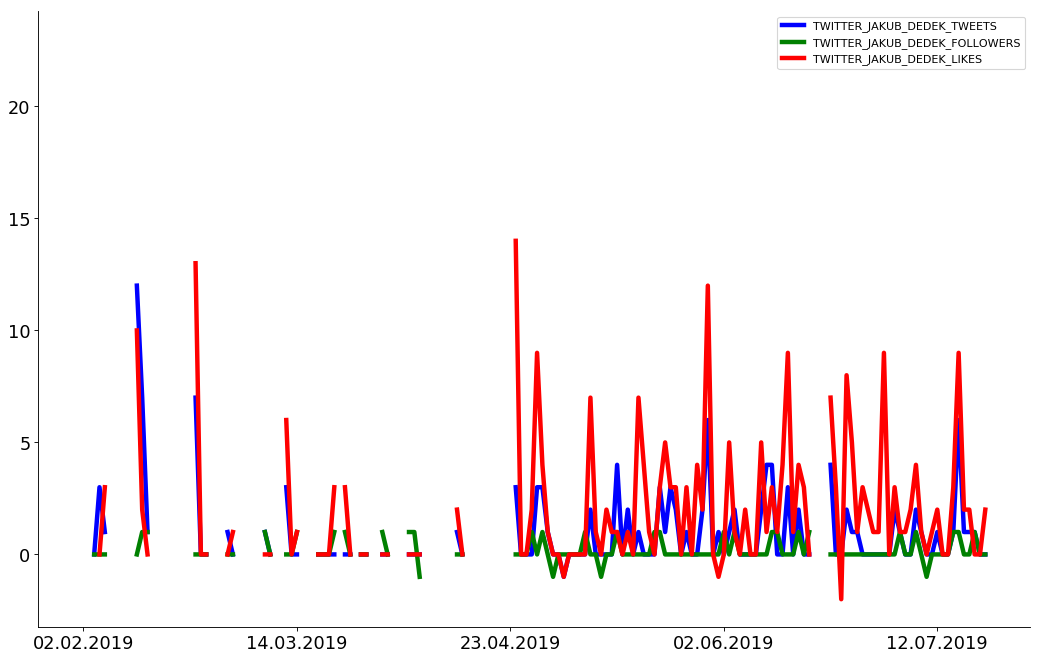 TWITTER_JAKUB_DEDEK_TWEETS
TWITTER_JAKUB_DEDEK_FOLLOWERS
TWITTER_JAKUB_DEDEK_LIKES
20
15
10
5
0
02.02.2019 14.03.2019 23.04.2019 02.06.2019 12.07.2019